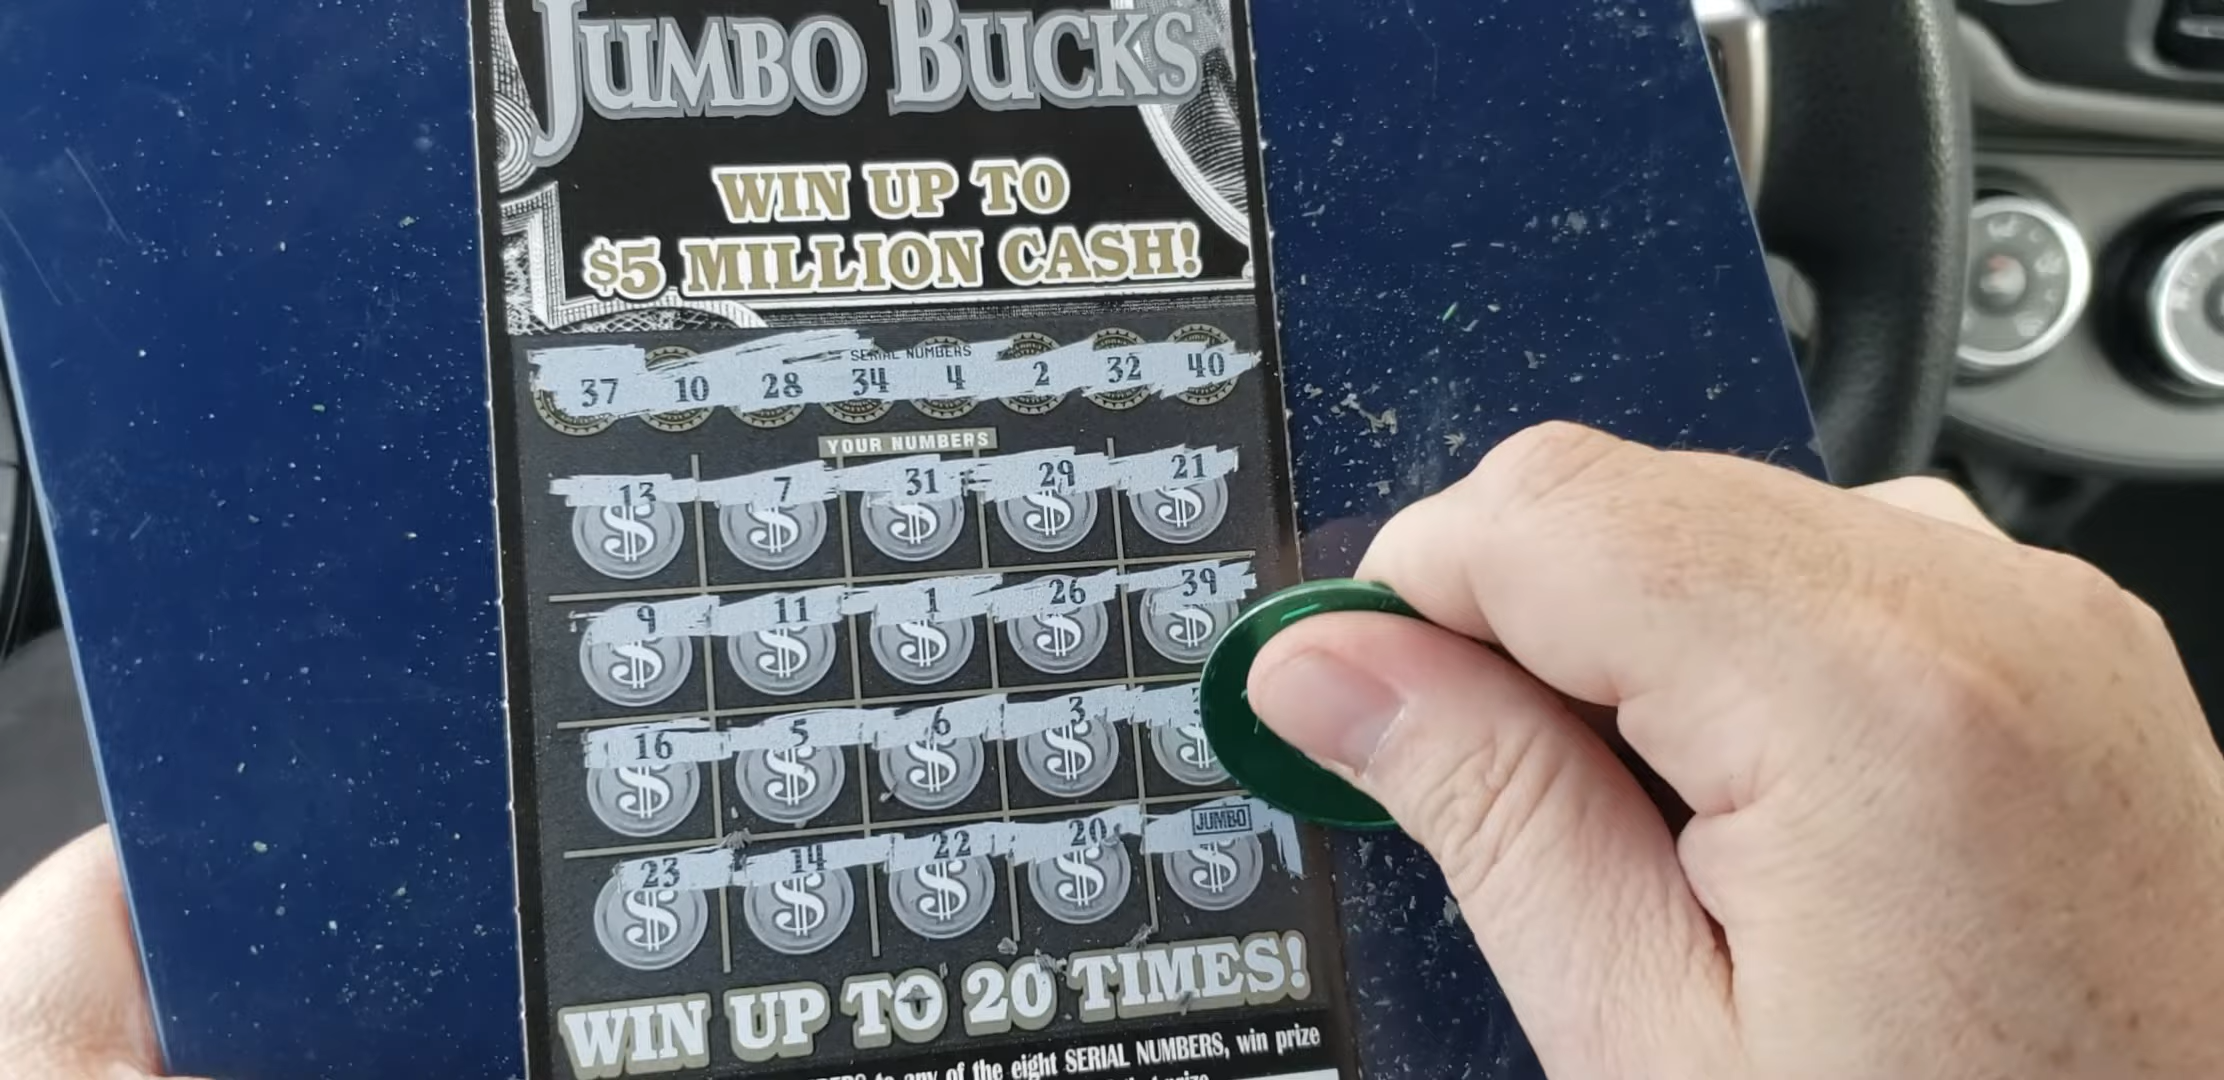 JUMBO BUCKS
WIN UP TO
$5 MILLION CASH!
SERIAL NUMBERS
37 10 28 34 4 2 32 40
YOUR NUMBERS
13 7 31 29 21
$ $ $ $ $
9 11 1 26 39
$ $ $ $ $
16 5 6 3
$ $ $ $ $
23 14 22 20 JUMBO
$ $ $ $ $
WIN UP TO 20 TIMES!
to any of the eight SERIAL NUMBERS, win prize
prize